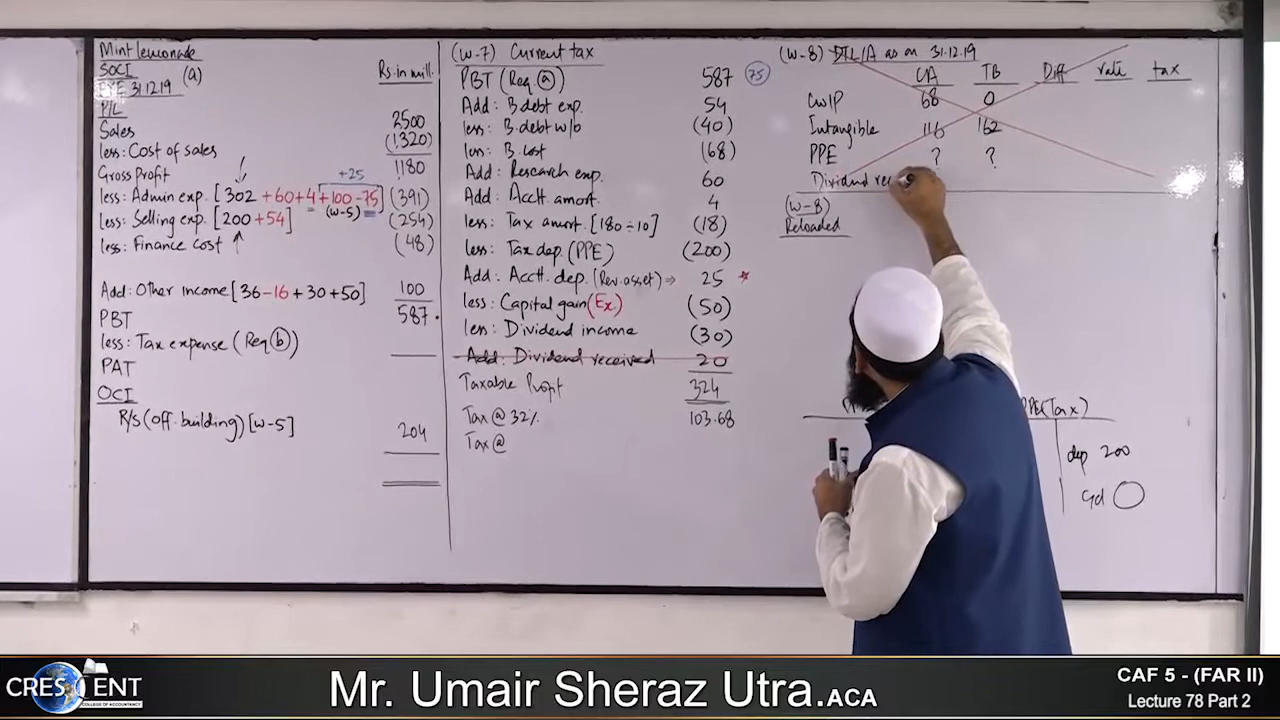 Mint lemonade
SOCI (a)
FYE 31.12.19
Rs. in mill.
P/L
Sales 2500
less: Cost of sales (1320)
Gross Profit 1180
+25
less: Admin exp. [302 +60+4+100-75] (391)
(w-5)
less: Selling exp. [200+54] (254)
less: Finance cost (48)
Add: Other income [36-16+30+50] 100
PBT 587
less: Tax expense (Req b)
PAT
OCI
R/s (off. building) [w-5] 204
(w-7) Current tax
PBT (Req. a) 587 75
Add: B.debt exp. 54
less: B.debt w/o (40)
less: B.cost (68)
Add: Research exp. 60
Add: Acctt amort. 4
less: Tax amort. [180÷10] (18)
less: Tax dep. (PPE) (200)
Add: Acctt. dep. (Rev. asset) ⇒ 25 *
less: Capital gain (Ex.) (50)
less: Dividend income (30)
Add: Dividend received 20
Taxable Profit 324
Tax @ 32% 103.68
Tax @
(w-8) DTL/A as on 31.12.19
CA TB Diff rate tax
CWIP 68 0
Intangible 116 162
PPE ? ?
Dividend rec
(w-8)
Reloaded
PPE(Tax)
dep 200
cd
CRESCENT
COLLEGE OF ACCOUNTANCY
Mr. Umair Sheraz Utra.ACA
CAF 5 - (FAR II)
Lecture 78 Part 2